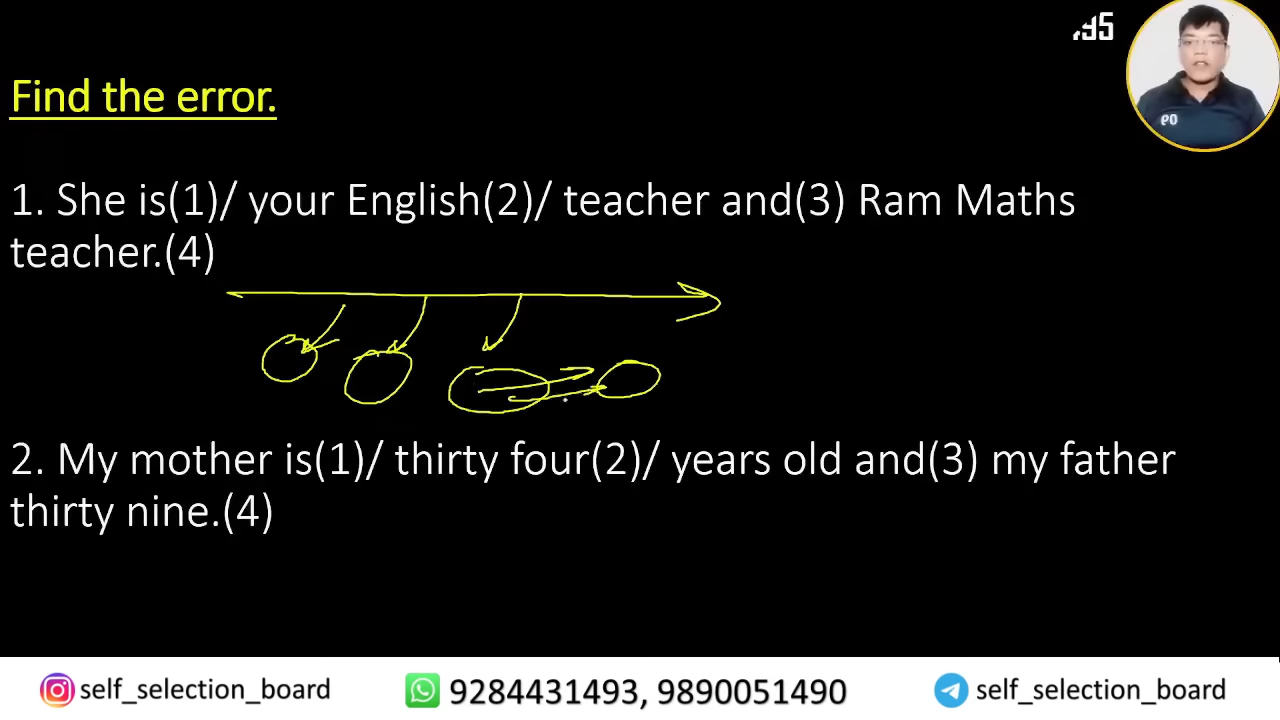 Find the error.
1. She is(1)/ your English(2)/ teacher and(3) Ram Maths
teacher.(4)
2. My mother is(1)/ thirty four(2)/ years old and(3) my father
thirty nine.(4)
self_selection_board
9284431493, 9890051490
self_selection_board